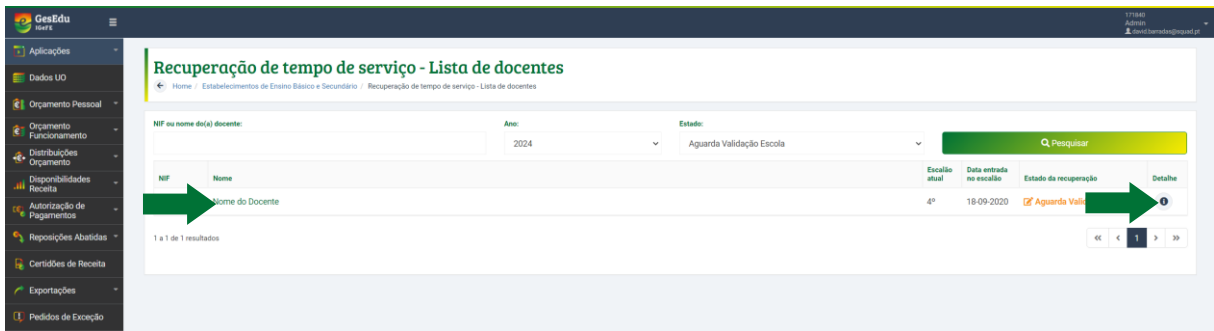 GesEdu
IGeFE
171840
Admin
david.barradas@squad.pt
Aplicações
Dados UO
Orçamento Pessoal
Orçamento
Funcionamento
Distribuições
Orçamento
Disponibilidades
Receita
Autorização de
Pagamentos
Reposições Abatidas
Certidões de Receita
Exportações
Pedidos de Exceção
Recuperação de tempo de serviço - Lista de docentes
Home / Estabelecimentos de Ensino Básico e Secundário / Recuperação de tempo de serviço - Lista de docentes
NIF ou nome do(a) docente:
Ano:
Estado:
2024
Aguarda Validação Escola
Pesquisar
NIF
Nome
Escalão
atual
Data entrada
no escalão
Estado da recuperação
Detalhe
Nome do Docente
4º
18-09-2020
Aguarda
1 a 1 de 1 resultados
« ‹ 1 › »